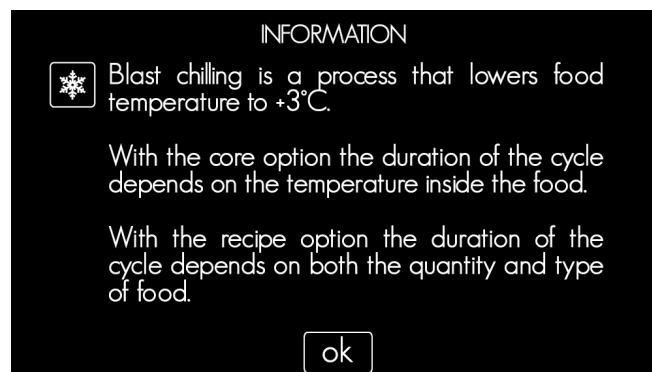 INFORMATION
Blast chilling is a process that lowers food
temperature to +3°C.
With the core option the duration of the cycle
depends on the temperature inside the food.
With the recipe option the duration of the
cycle depends on both the quantity and type
of food.
ok